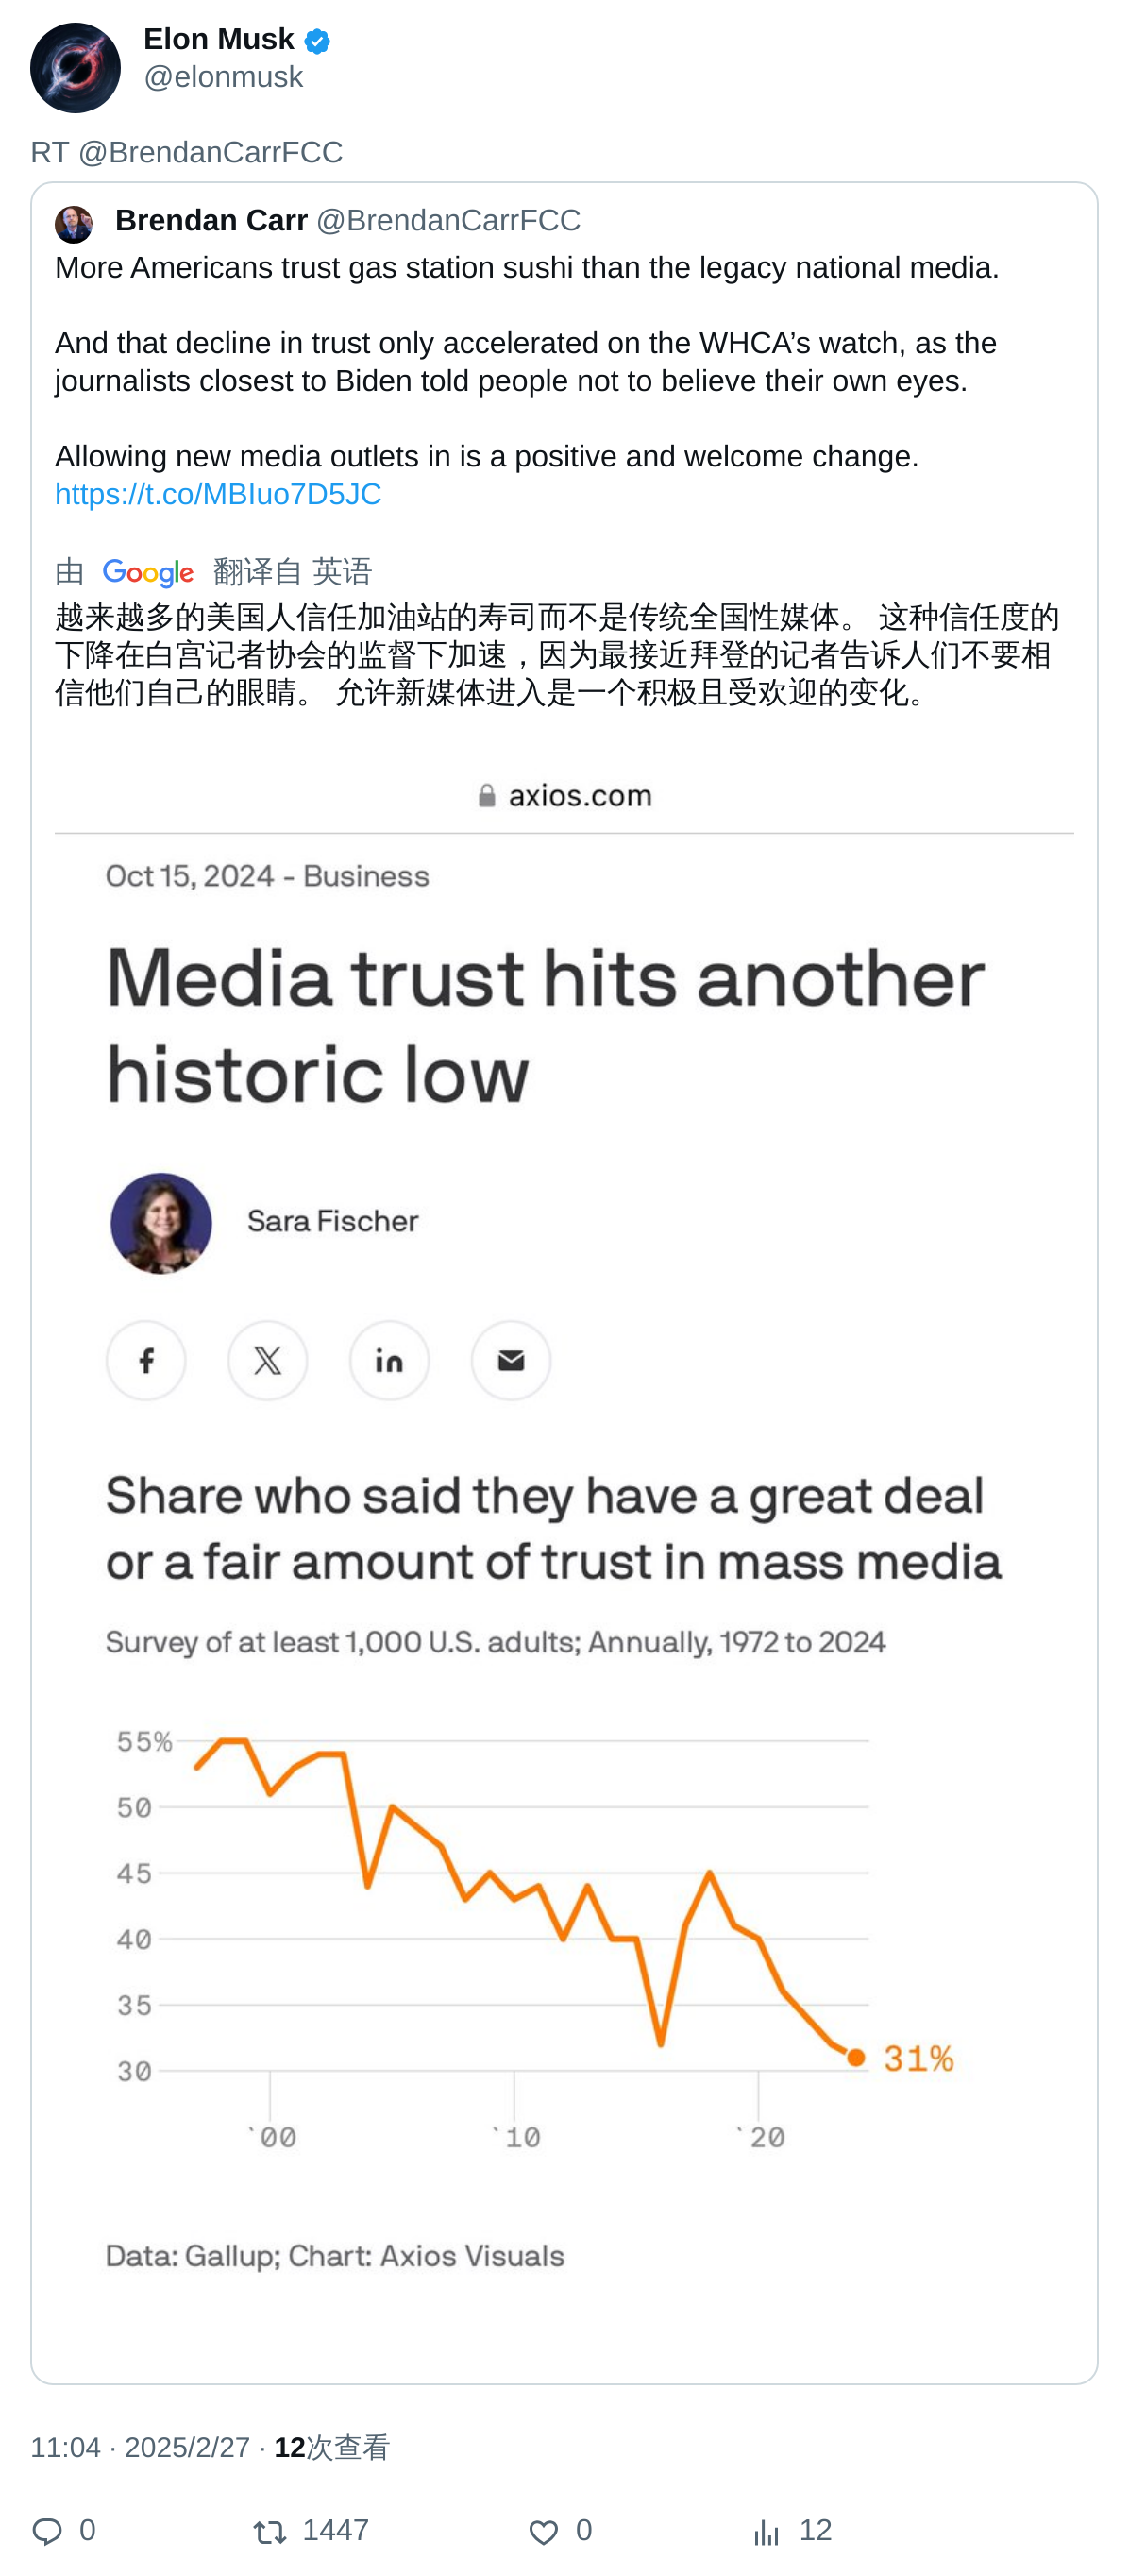 Elon Musk
@elonmusk
RT @BrendanCarrFCC
Brendan Carr @BrendanCarrFCC
More Americans trust gas station sushi than the legacy national media.
And that decline in trust only accelerated on the WHCA’s watch, as the
journalists closest to Biden told people not to believe their own eyes.
Allowing new media outlets in is a positive and welcome change.
https://t.co/MBIuo7D5JC
由 Google 翻译自 英语
越来越多的美国人信任加油站的寿司而不是传统全国性媒体。 这种信任度的
下降在白宫记者协会的监督下加速，因为最接近拜登的记者告诉人们不要相
信他们自己的眼睛。 允许新媒体进入是一个积极且受欢迎的变化。
axios.com
Oct 15, 2024 - Business
Media trust hits another
historic low
Sara Fischer
Share who said they have a great deal
or a fair amount of trust in mass media
Survey of at least 1,000 U.S. adults; Annually, 1972 to 2024
55%
50
45
40
35
30
31%
`00 `10 `20
Data: Gallup; Chart: Axios Visuals
11:04 · 2025/2/27 · 12次查看
0 1447 0 12